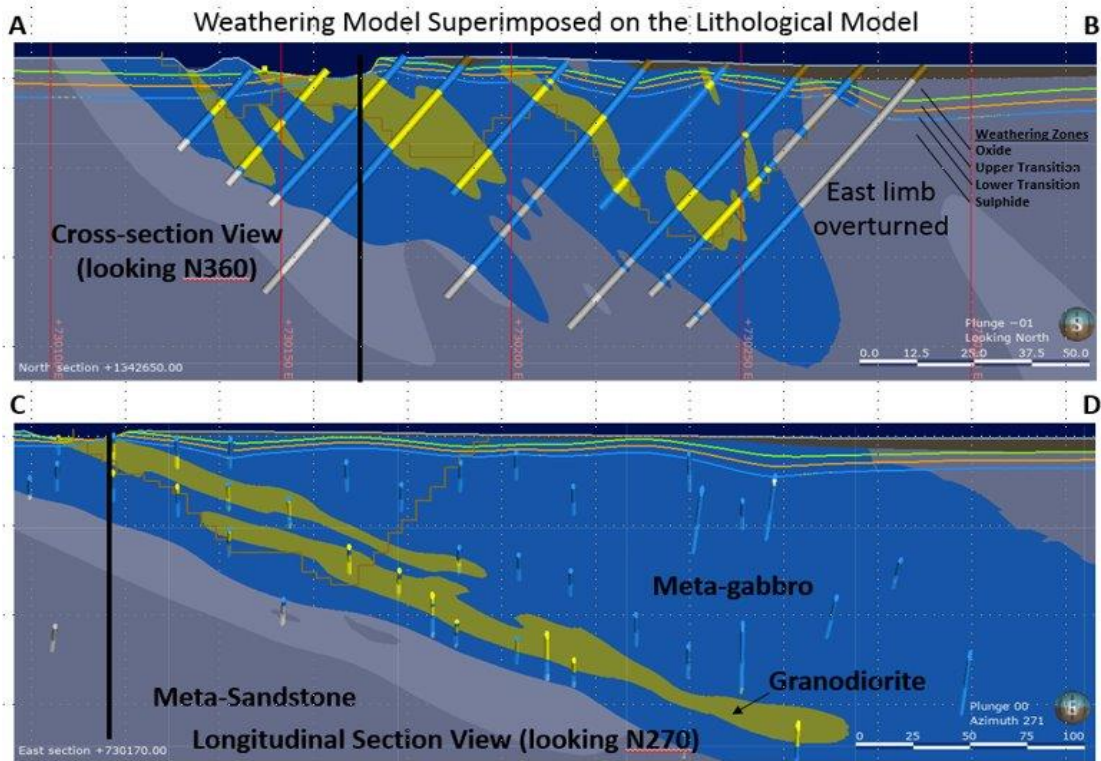 A
Weathering Model Superimposed on the Lithological Model
B
Weathering Zones
Oxide
Upper Transition
Lower Transition
Sulphide
East limb
overturned
Cross-section View
(looking N360)
+730150 E
+730200 E
+730250 E
Plunge −01
Looking North
S
0.0 12.5 25.0 37.5 50.0
North section +1342650.00
C
D
Meta-gabbro
Granodiorite
Meta-Sandstone
Longitudinal Section View (looking N270)
Plunge 00
Azimuth 271
E
0 25 50 75 100
East section +730170.00